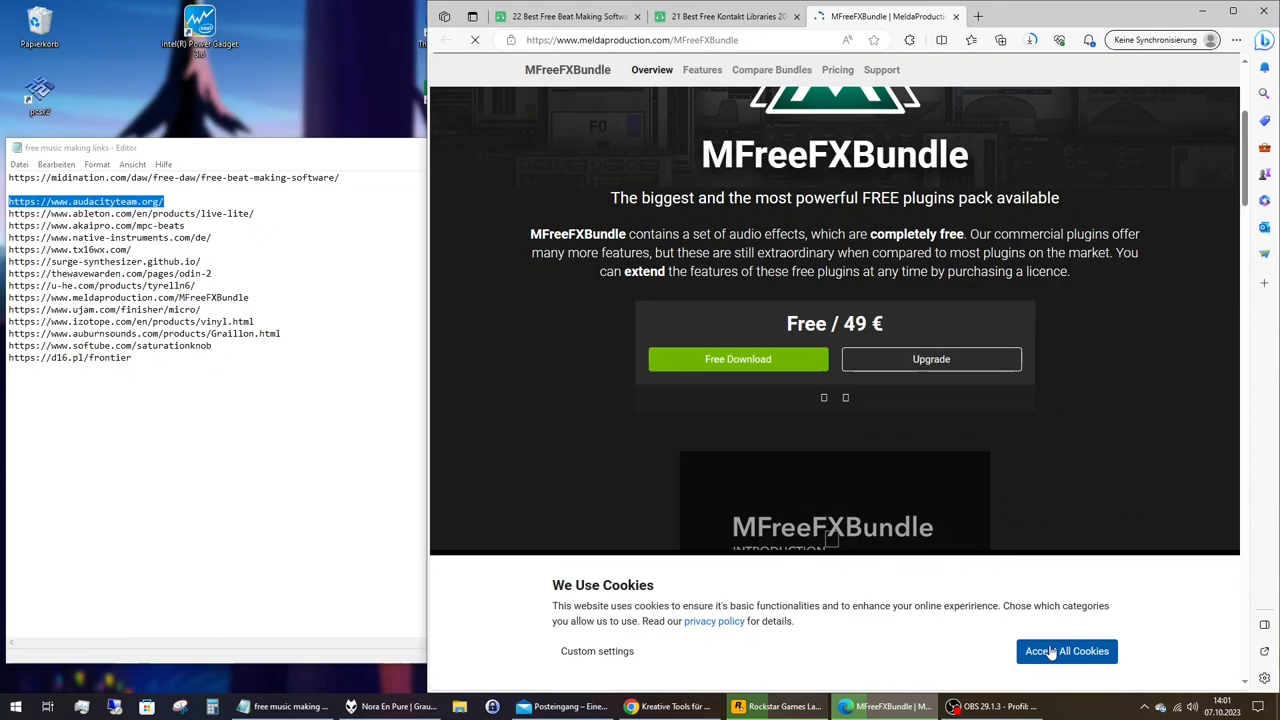 Papierkorb
Intel(R) Power Gadget
3.6
pcsx2
free music making links - Editor
Datei Bearbeiten Format Ansicht Hilfe
https://midination.com/daw/free-daw/free-beat-making-software/
https://www.audacityteam.org/
https://www.ableton.com/en/products/live-lite/
https://www.akaipro.com/mpc-beats
https://www.native-instruments.com/de/
https://www.tx16wx.com/
https://surge-synthesizer.github.io/
https://thewavewarden.com/pages/odin-2
https://u-he.com/products/tyrelln6/
https://www.meldaproduction.com/MFreeFXBundle
https://www.ujam.com/finisher/micro/
https://www.izotope.com/en/products/vinyl.html
https://www.auburnsounds.com/products/Graillon.html
https://www.softube.com/saturationknob
https://d16.pl/frontier
22 Best Free Beat Making Softwa
21 Best Free Kontakt Libraries 20
MFreeFXBundle | MeldaProducti
https://www.meldaproduction.com/MFreeFXBundle
Keine Synchronisierung
MFreeFXBundle Overview Features Compare Bundles Pricing Support
MFreeFXBundle
The biggest and the most powerful FREE plugins pack available
MFreeFXBundle contains a set of audio effects, which are completely free. Our commercial plugins offer
many more features, but these are still extraordinary when compared to most plugins on the market. You
can extend the features of these free plugins at any time by purchasing a licence.
Free / 49 €
Free Download Upgrade
MFreeFXBundle
INTRODUCTION
We Use Cookies
This website uses cookies to ensure it's basic functionalities and to enhance your online experirience. Chose which categories
you allow us to use. Read our privacy policy for details.
Custom settings
Accept All Cookies
free music making ...
Nora En Pure | Grau...
Posteingang – Eine...
Kreative Tools für ...
Rockstar Games La...
MFreeFXBundle | M...
OBS 29.1.3 - Profil: ...
14:01
07.10.2023